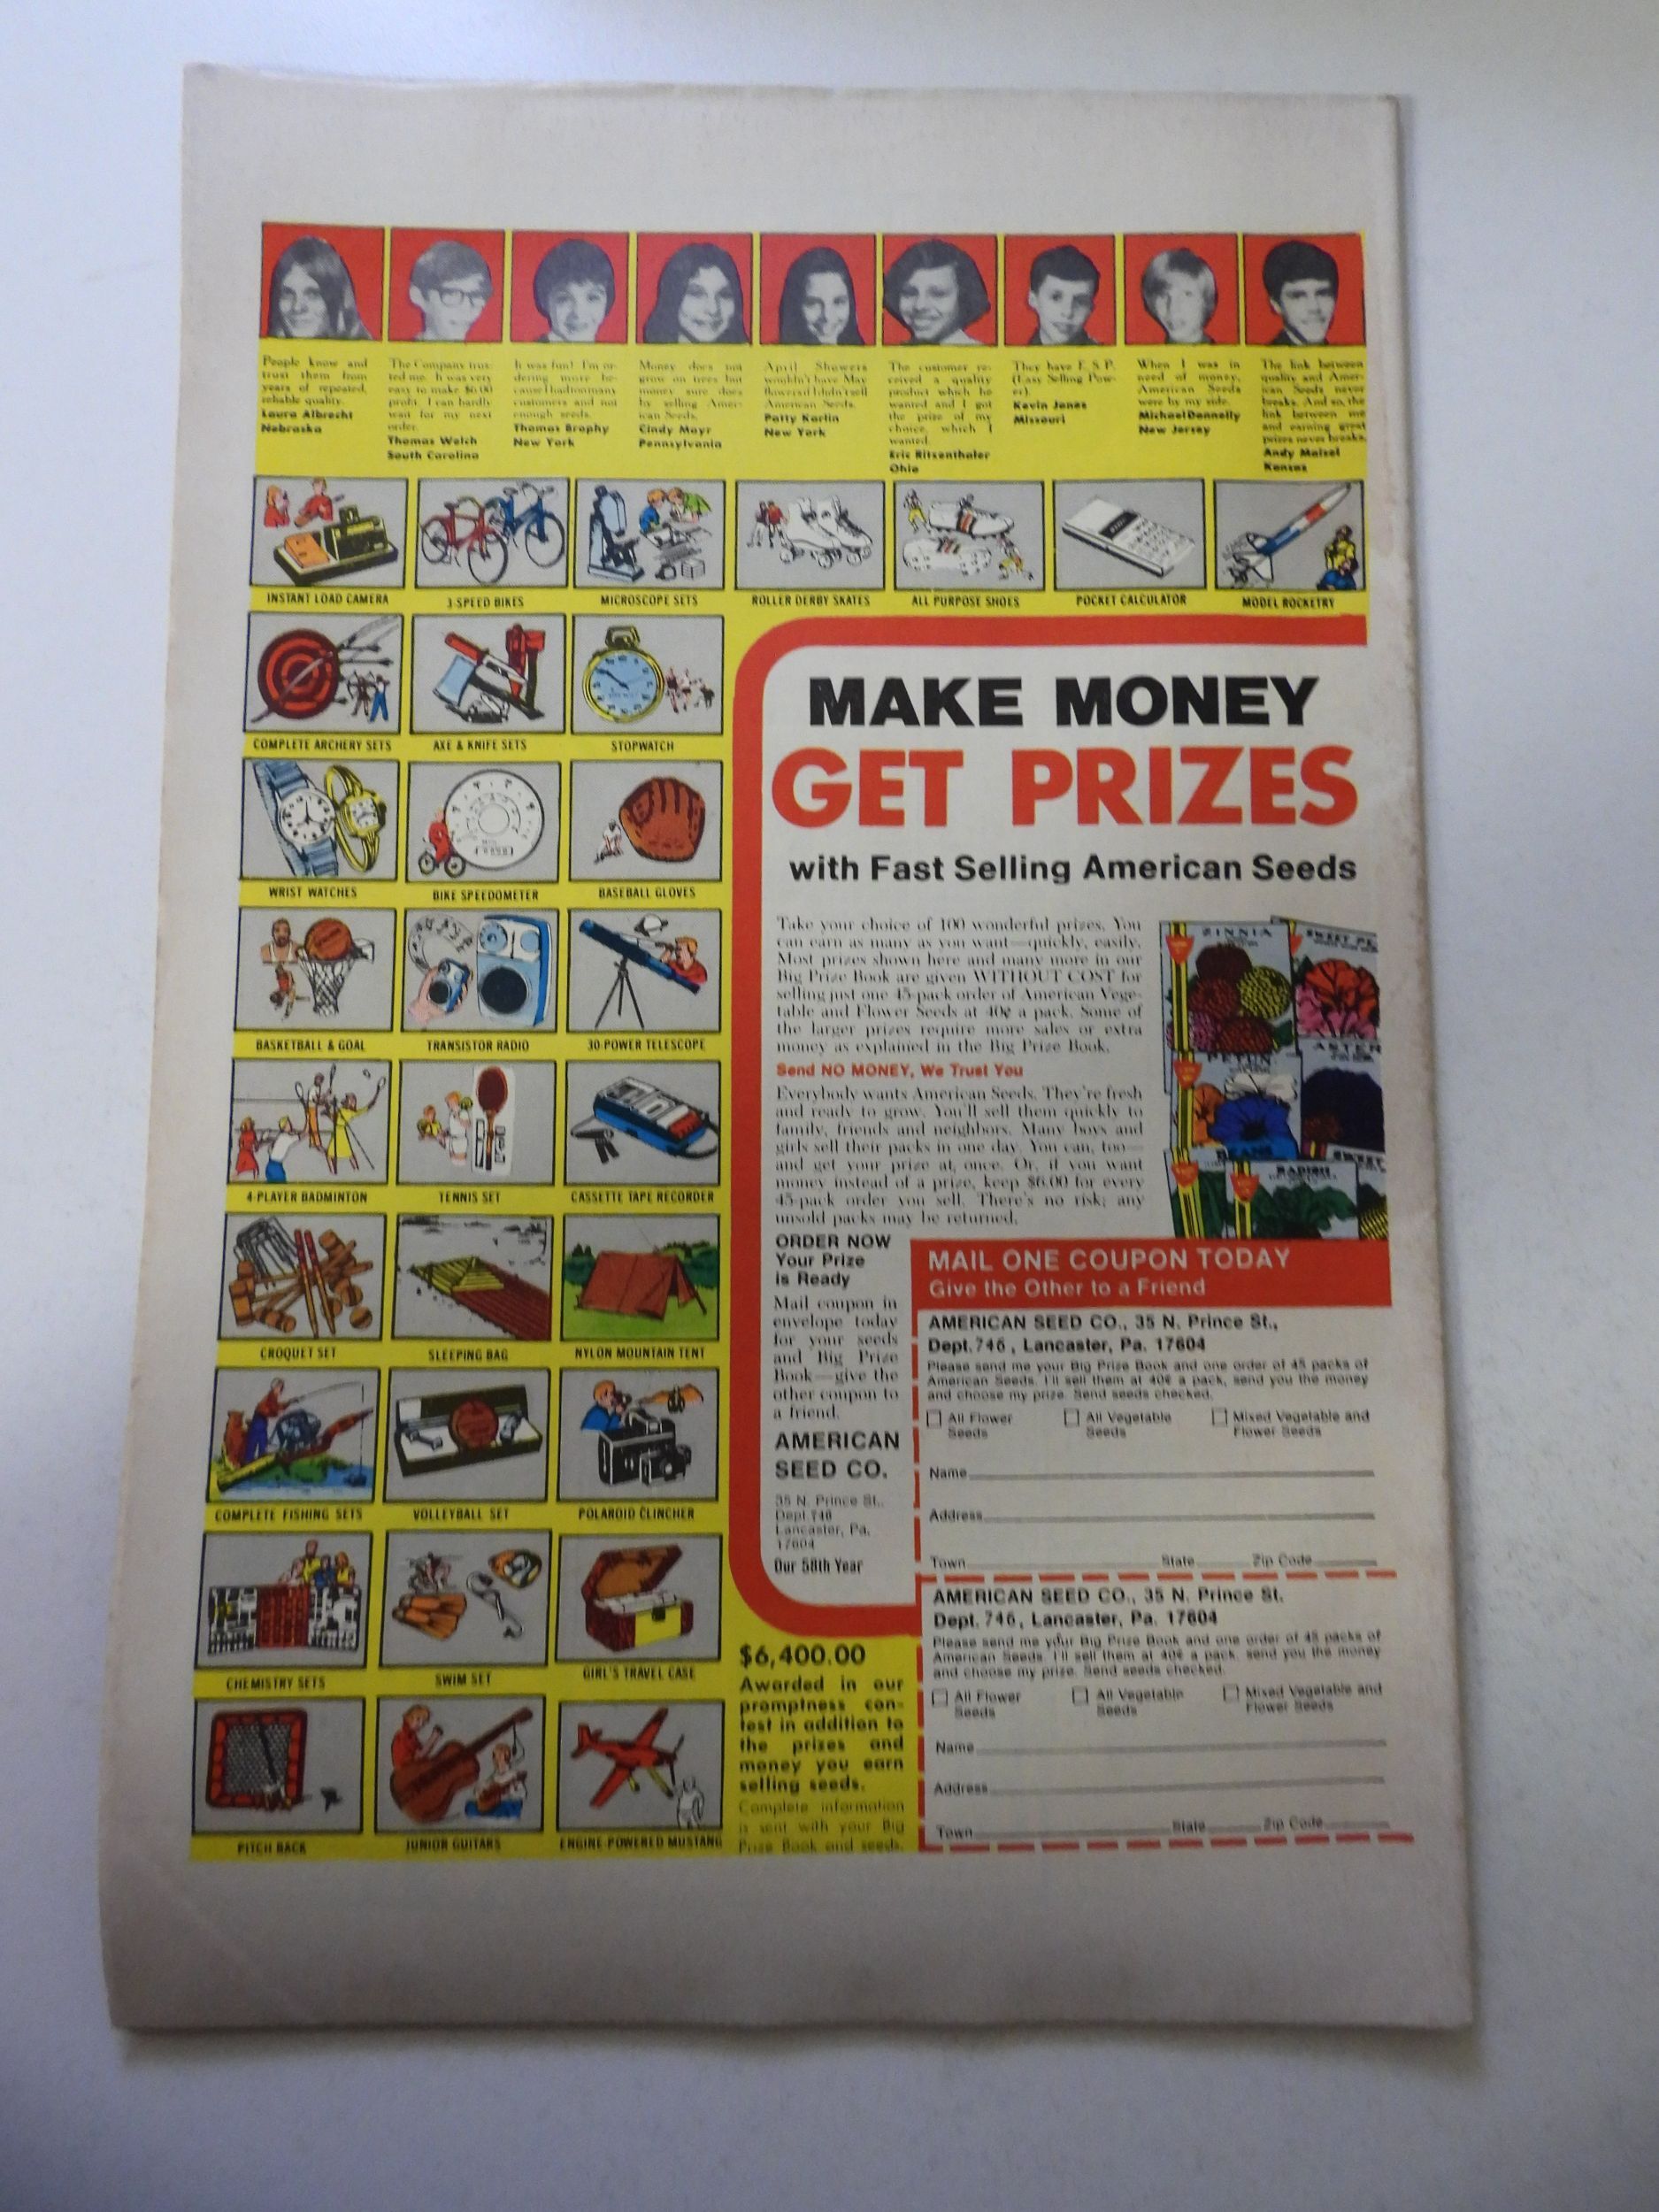 People know and
trust them from
years of repeated,
reliable quality.
Laura Albrecht
Nebraska
The Company trus-
ted me. It was very
easy to make $6.00
profit. I can hardly
wait for my next
order.
Thomas Welch
South Carolina
It was fun! I'm or-
dering more be-
cause I had too many
customers and not
enough seeds.
Thomas Brophy
New York
Money does not
grow on trees but
money sure does
by selling Amer-
ican Seeds.
Cindy Mayr
Pennsylvania
April Showers
wouldn't have May
flowers if I didn't sell
American Seeds.
Patty Karlin
New York
The customer re-
ceived a quality
product which he
wanted and I got
the prize of my
choice, which I
wanted.
Eric Ritzenthaler
Ohio
They have E.S.P.
(Easy Selling Pow-
er).
Kevin Jones
Missouri
When I was in
need of money,
American Seeds
were by my side.
Michael Donnelly
New Jersey
The link between
quality and Amer-
ican Seeds never
breaks. And so, the
link between me
and earning great
prizes never breaks.
Andy Maisel
Kansas
INSTANT LOAD CAMERA
3-SPEED BIKES
MICROSCOPE SETS
ROLLER DERBY SKATES
ALL PURPOSE SHOES
POCKET CALCULATOR
MODEL ROCKETRY
COMPLETE ARCHERY SETS
AXE & KNIFE SETS
STOPWATCH
WRIST WATCHES
BIKE SPEEDOMETER
BASEBALL GLOVES
BASKETBALL & GOAL
TRANSISTOR RADIO
30-POWER TELESCOPE
4-PLAYER BADMINTON
TENNIS SET
CASSETTE TAPE RECORDER
CROQUET SET
SLEEPING BAG
NYLON MOUNTAIN TENT
COMPLETE FISHING SETS
VOLLEYBALL SET
POLAROID CLINCHER
CHEMISTRY SETS
SWIM SET
GIRL'S TRAVEL CASE
PITCH BACK
JUNIOR GUITARS
ENGINE-POWERED MUSTANG
MAKE MONEY
GET PRIZES
with Fast Selling American Seeds
Take your choice of 100 wonderful prizes. You
can earn as many as you want—quickly, easily.
Most prizes shown here and many more in our
Big Prize Book are given WITHOUT COST for
selling just one 45-pack order of American Vege-
table and Flower Seeds at 40¢ a pack. Some of
the larger prizes require more sales or extra
money as explained in the Big Prize Book.
Send NO MONEY, We Trust You
Everybody wants American Seeds. They're fresh
and ready to grow. You'll sell them quickly to
family, friends and neighbors. Many boys and
girls sell their packs in one day. You can, too—
and get your prize at once. Or, if you want
money instead of a prize, keep $6.00 for every
45-pack order you sell. There's no risk; any
unsold packs may be returned.
ZINNIA
SWEET PE
PETUN
ASTER
BEANS
RADISH
SWEET
ORDER NOW
Your Prize
is Ready
Mail coupon in
envelope today
for your seeds
and Big Prize
Book—give the
other coupon to
a friend.
AMERICAN
SEED CO.
35 N. Prince St.,
Dept. 746
Lancaster, Pa.
17604
Our 58th Year
MAIL ONE COUPON TODAY
Give the Other to a Friend
AMERICAN SEED CO., 35 N. Prince St.,
Dept. 746, Lancaster, Pa. 17604
Please send me your Big Prize Book and one order of 45 packs of
American Seeds. I'll sell them at 40¢ a pack, send you the money
and choose my prize. Send seeds checked.
All Flower
Seeds
All Vegetable
Seeds
Mixed Vegetable and
Flower Seeds
Name
Address
Town State Zip Code
AMERICAN SEED CO., 35 N. Prince St.
Dept. 746, Lancaster, Pa. 17604
Please send me your Big Prize Book and one order of 45 packs of
American Seeds. I'll sell them at 40¢ a pack, send you the money
and choose my prize. Send seeds checked.
All Flower
Seeds
All Vegetable
Seeds
Mixed Vegetable and
Flower Seeds
Name
Address
Town State Zip Code
$6,400.00
Awarded in our
promptness con-
test in addition to
the prizes and
money you earn
selling seeds.
Complete information
is sent with your Big
Prize Book and seeds.